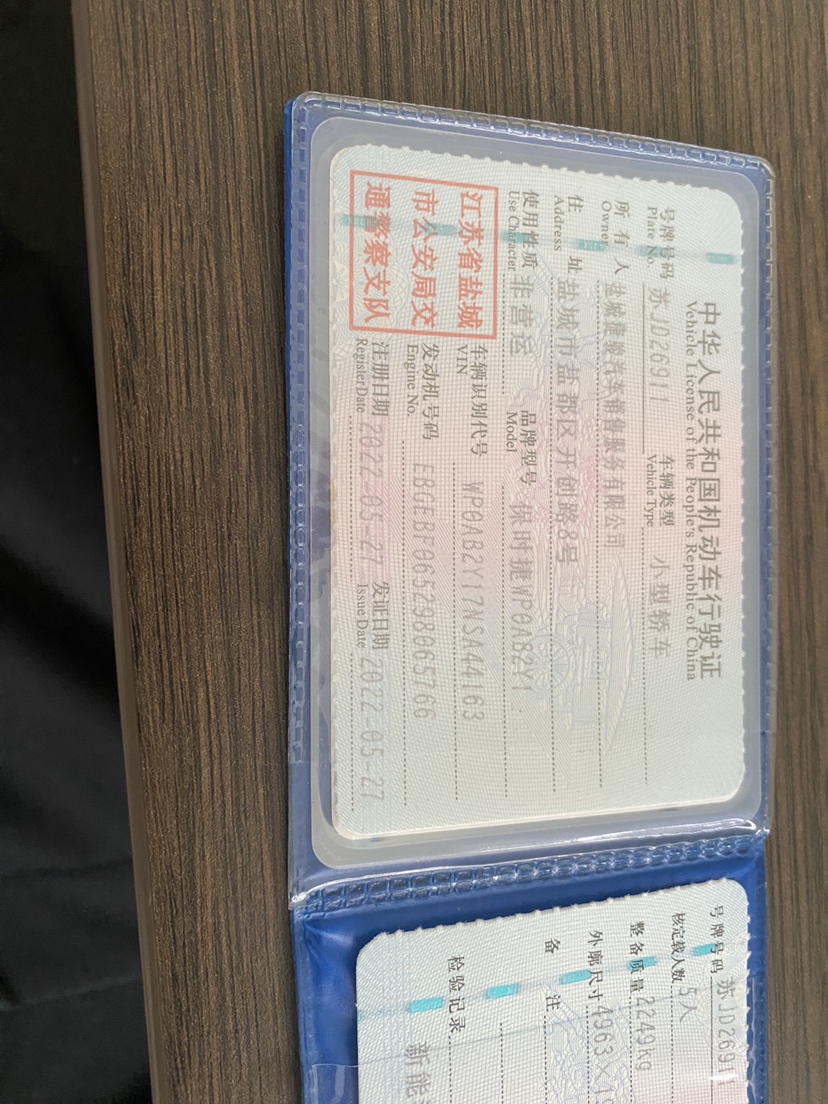 中华人民共和国机动车行驶证
Vehicle License of the People's Republic of China
号牌号码 苏JD26911 车辆类型 小型轿车
Plate No. Vehicle Type
所有人 盐城捷骏汽车销售服务有限公司
Owner
住址 盐城市盐都区开创路8号
Address
使用性质 非营运 品牌型号 保时捷WP0AB2Y1
Use Character Model
江苏省盐城
市公安局交
通警察支队
车辆识别代号 WP0AB2Y17NSA44163
VIN
发动机号码 EBGEBF065298065766
Engine No.
注册日期 2022-05-27 发证日期 2022-05-27
Register Date Issue Date
号牌号码 苏JD26911
核定载人数 5人
整备质量 2249kg
外廓尺寸 4963×
备注
检验记录 新能